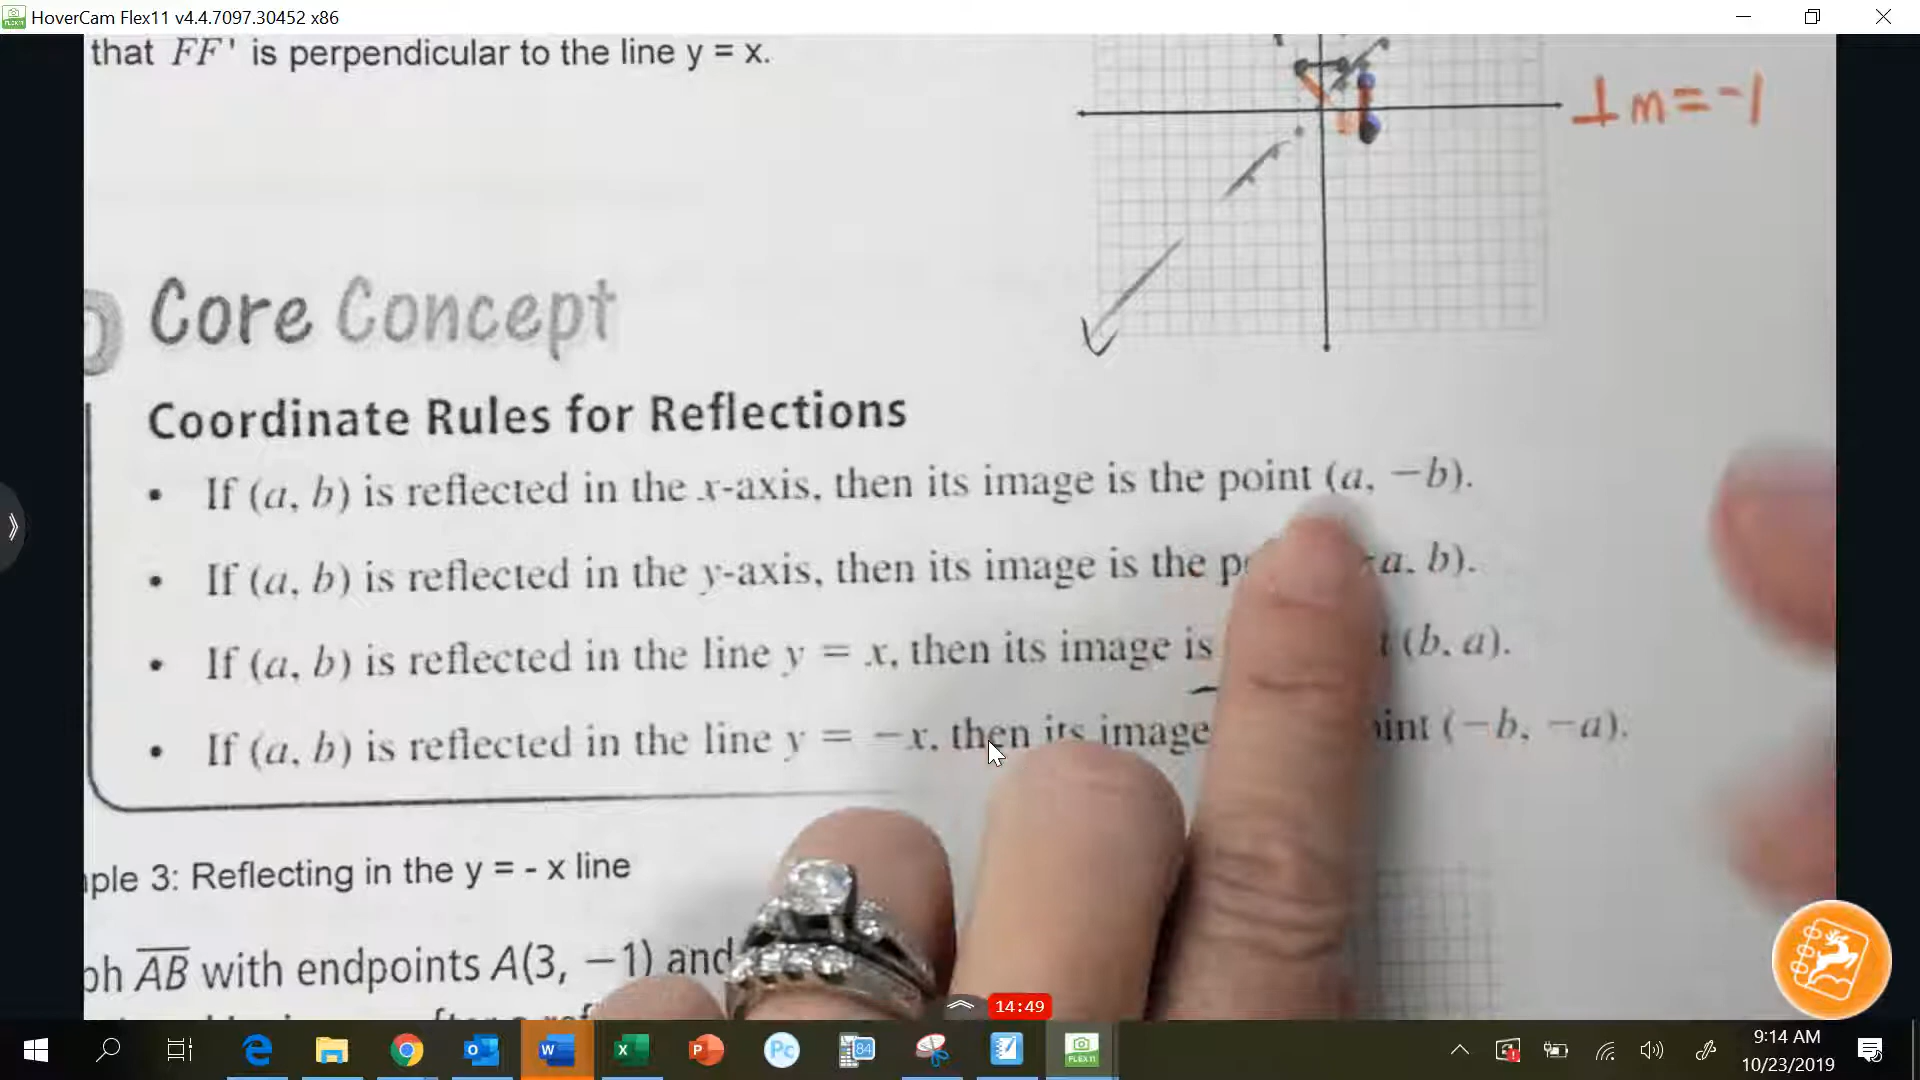 HoverCam Flex11 v4.4.7097.30452 x86
that FF' is perpendicular to the line y = x.
⊥ m = -1
Core Concept
Coordinate Rules for Reflections
• If (a, b) is reflected in the x-axis, then its image is the point (a, −b).
• If (a, b) is reflected in the y-axis, then its image is the a, b).
• If (a, b) is reflected in the line y = x, then its image is (b, a).
• If (a, b) is reflected in the line y = −x, then its image (−b, −a).
3: Reflecting in the y = - x line
AB with endpoints A(3, −1) and
14:49
9:14 AM
10/23/2019